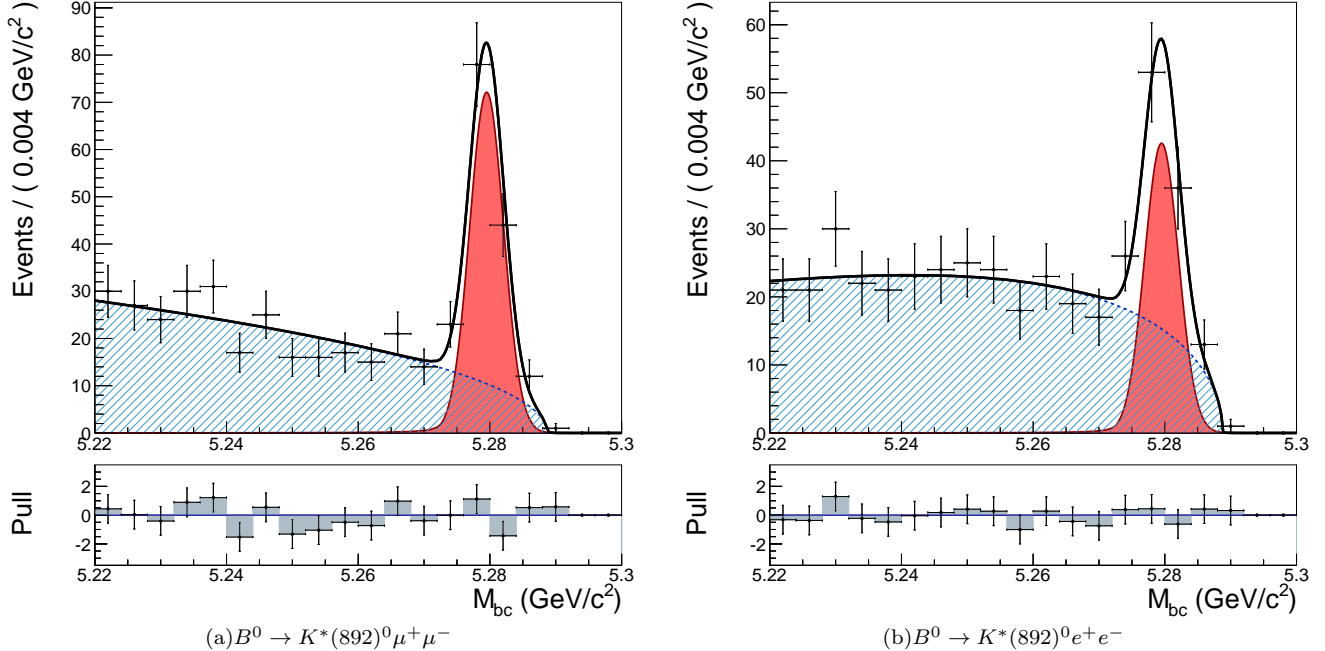 Events / ( 0.004 GeV/c²)
90
80
70
60
50
40
30
20
10
0
5.22 5.24 5.26 5.28 5.3
Pull
2
0
-2
5.22 5.24 5.26 5.28 5.3
M_bc (GeV/c²)
(a)B⁰ → K*(892)⁰μ⁺μ⁻
Events / ( 0.004 GeV/c²)
60
50
40
30
20
10
0
5.22 5.24 5.26 5.28 5.3
Pull
2
0
-2
5.22 5.24 5.26 5.28 5.3
M_bc (GeV/c²)
(b)B⁰ → K*(892)⁰e⁺e⁻